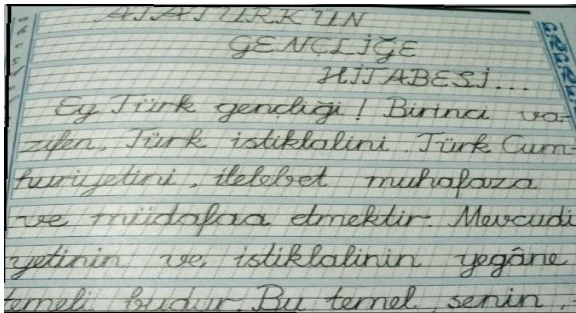 ATATÜRK'ÜN
GENÇLİĞE
HİTABESİ...
Ey Türk gençliği! Birinci va-
zifen, Türk istiklalini, Türk Cum-
huriyetini, ilelebet muhafaza
ve müdafaa etmektir. Mevcudi
yetinin ve istiklalinin yegâne
temeli budur. Bu temel, senin,